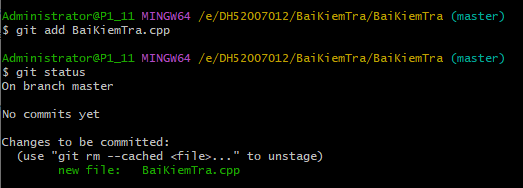 Administrator@P1_11 MINGW64 /e/DH52007012/BaiKiemTra/BaiKiemTra (master)
$ git add BaiKiemTra.cpp
Administrator@P1_11 MINGW64 /e/DH52007012/BaiKiemTra/BaiKiemTra (master)
$ git status
On branch master
No commits yet
Changes to be committed:
(use "git rm --cached <file>..." to unstage)
new file: BaiKiemTra.cpp